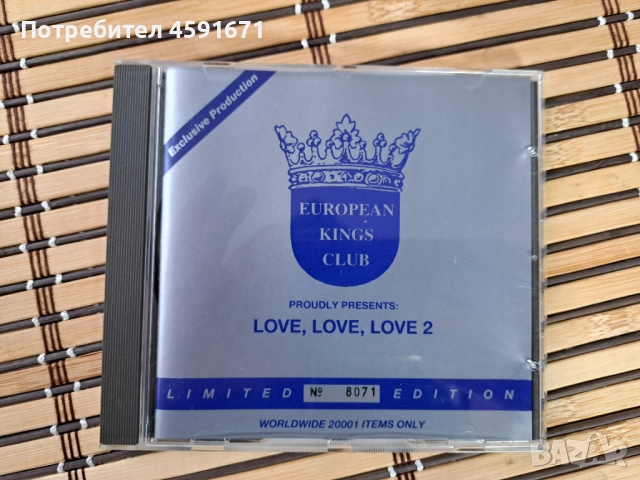 Потребител 4591671
Exclusive Production
EUROPEAN
KINGS
CLUB
PROUDLY PRESENTS:
LOVE, LOVE, LOVE 2
LIMITED № 8071 EDITION
WORLDWIDE 20001 ITEMS ONLY
BAZAR